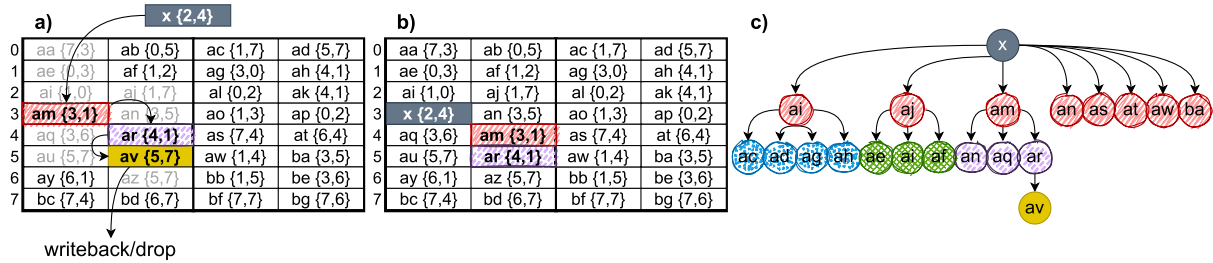 a)
x {2,4}
0 aa {7,3} ab {0,5} ac {1,7} ad {5,7}
1 ae {0,3} af {1,2} ag {3,0} ah {4,1}
2 ai {1,0} aj {1,7} al {0,2} ak {4,1}
3 am {3,1} an {3,5} ao {1,3} ap {0,2}
4 aq {3,6} ar {4,1} as {7,4} at {6,4}
5 au {5,7} av {5,7} aw {1,4} ba {3,5}
6 ay {6,1} az {5,7} bb {1,5} be {3,6}
7 bc {7,4} bd {6,7} bf {7,7} bg {7,6}
writeback/drop
b)
0 aa {7,3} ab {0,5} ac {1,7} ad {5,7}
1 ae {0,3} af {1,2} ag {3,0} ah {4,1}
2 ai {1,0} aj {1,7} al {0,2} ak {4,1}
3 x {2,4} an {3,5} ao {1,3} ap {0,2}
4 aq {3,6} am {3,1} as {7,4} at {6,4}
5 au {5,7} ar {4,1} aw {1,4} ba {3,5}
6 ay {6,1} az {5,7} bb {1,5} be {3,6}
7 bc {7,4} bd {6,7} bf {7,7} bg {7,6}
c)
x
ai aj am an as at aw ba
ac ad ag ah ae ai af an aq ar
av